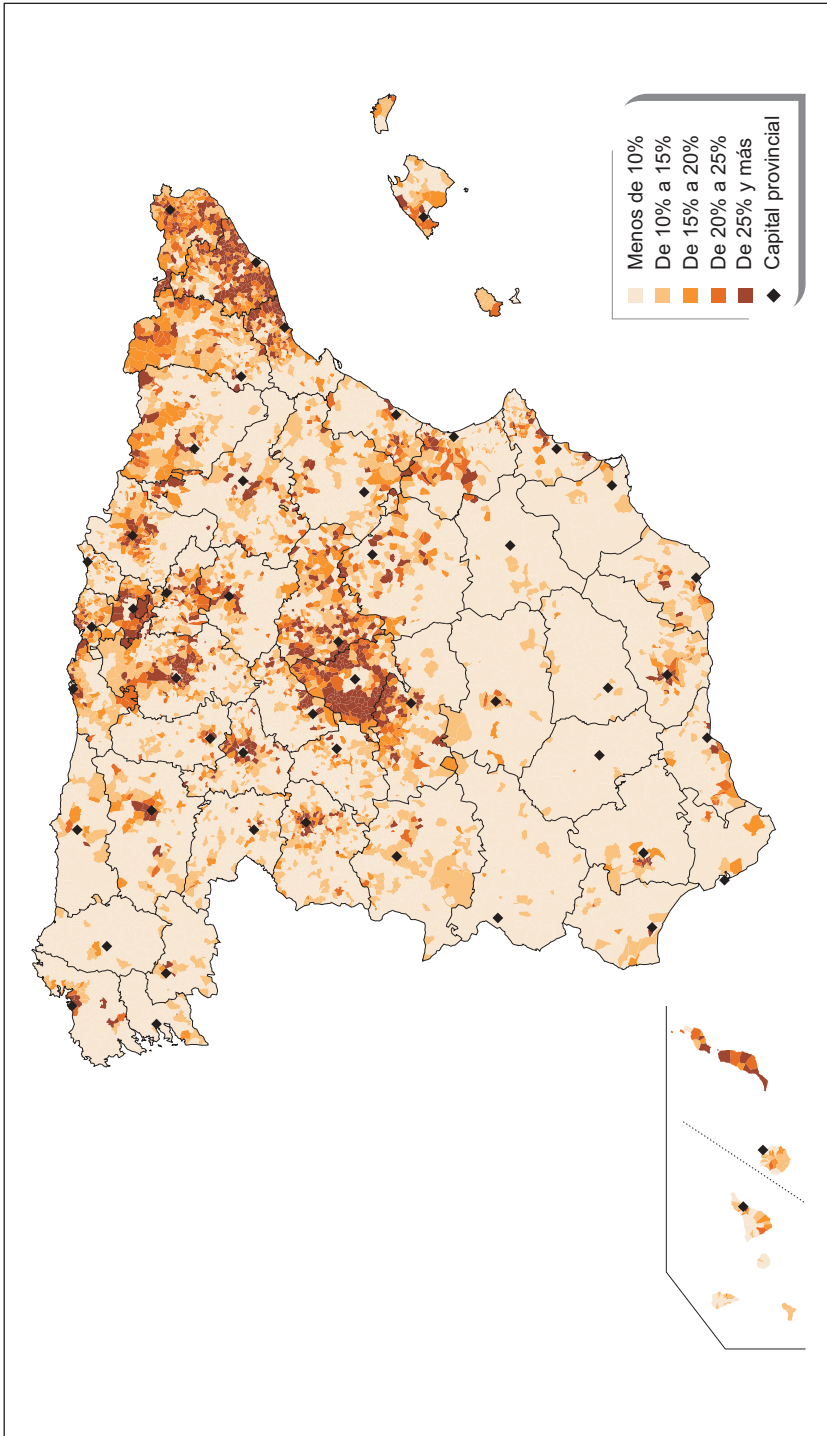 Menos de 10%
De 10% a 15%
De 15% a 20%
De 20% a 25%
De 25% y más
Capital provincial